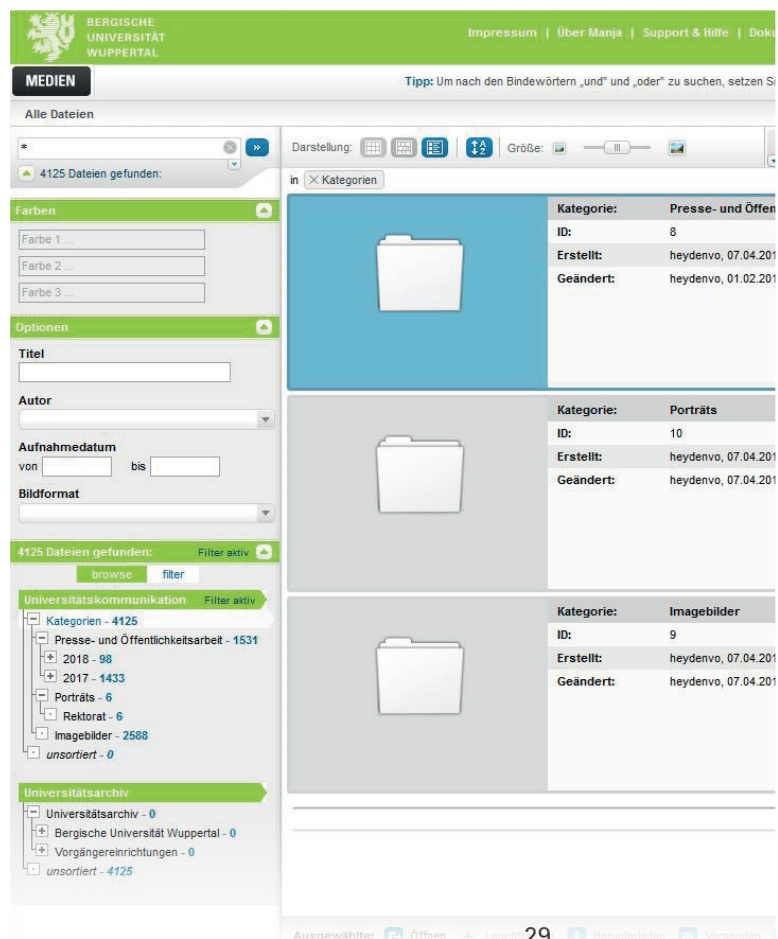 BERGISCHE
UNIVERSITÄT
WUPPERTAL
Impressum | Über Manja | Support & Hilfe |
MEDIEN
Tipp: Um nach den Bindewörtern „und" und „oder" zu suchen, setzen
Alle Dateien
*
4125 Dateien gefunden:
Darstellung: Größe:
in Kategorien
Farben
Farbe 1 ...
Farbe 2 ...
Farbe 3 ...
Optionen
Titel
Autor
Aufnahmedatum
von bis
Bildformat
4125 Dateien gefunden: Filter aktiv
browse filter
Universitätskommunikation Filter aktiv
Kategorien - 4125
Presse- und Öffentlichkeitsarbeit - 1531
2018 - 98
2017 - 1433
Porträts - 6
Rektorat - 6
Imagebilder - 2588
unsortiert - 0
Universitätsarchiv
Universitätsarchiv - 0
Bergische Universität Wuppertal - 0
Vorgängereinrichtungen - 0
unsortiert - 4125
Kategorie: Presse- und Öffen
ID: 8
Erstellt: heydenvo, 07.04.201
Geändert: heydenvo, 01.02.201
Kategorie: Porträts
ID: 10
Erstellt: heydenvo, 07.04.201
Geändert: heydenvo, 07.04.201
Kategorie: Imagebilder
ID: 9
Erstellt: heydenvo, 07.04.201
Geändert: heydenvo, 07.04.201
Ausgewählte: Öffnen Herunterladen Versenden
29